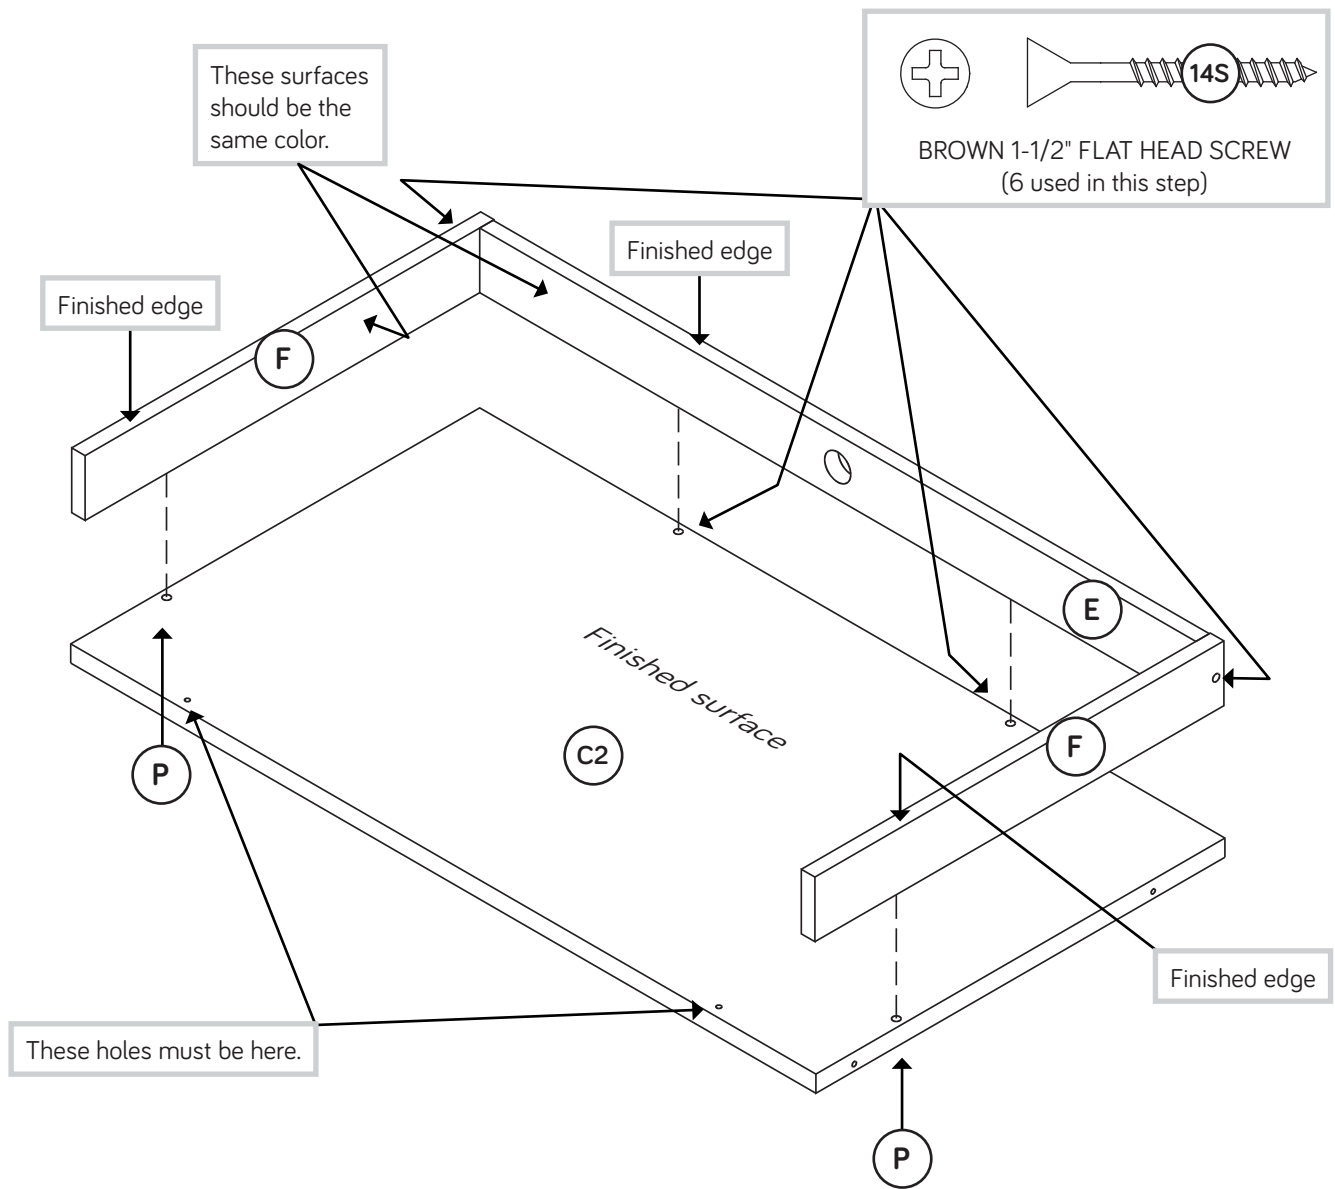 These surfaces
should be the
same color.
14S
BROWN 1-1/2" FLAT HEAD SCREW
(6 used in this step)
Finished edge
Finished edge
F
E
Finished surface
C2
F
P
Finished edge
These holes must be here.
P